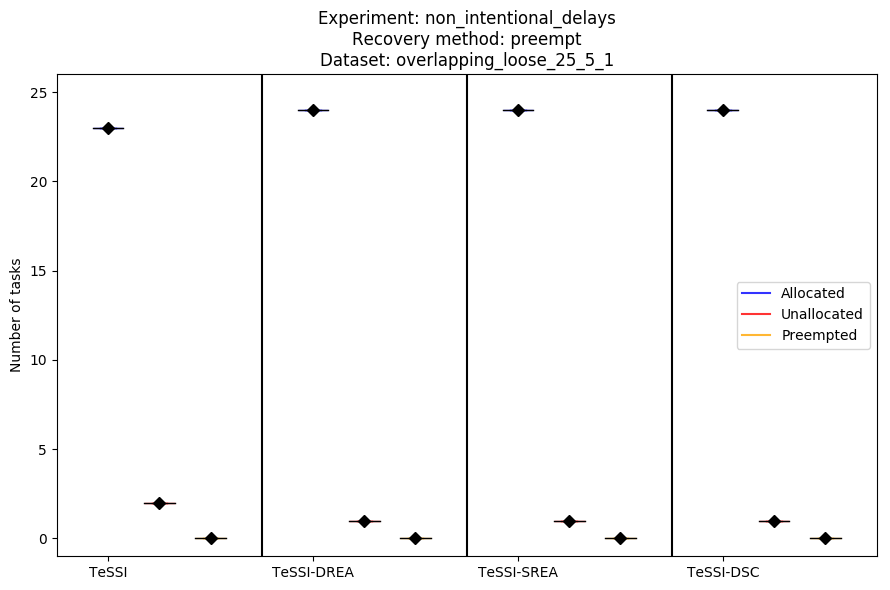 Experiment: non_intentional_delays
Recovery method: preempt
Dataset: overlapping_loose_25_5_1
Number of tasks
25
20
15
10
5
0
Allocated
Unallocated
Preempted
TeSSI
TeSSI-DREA
TeSSI-SREA
TeSSI-DSC